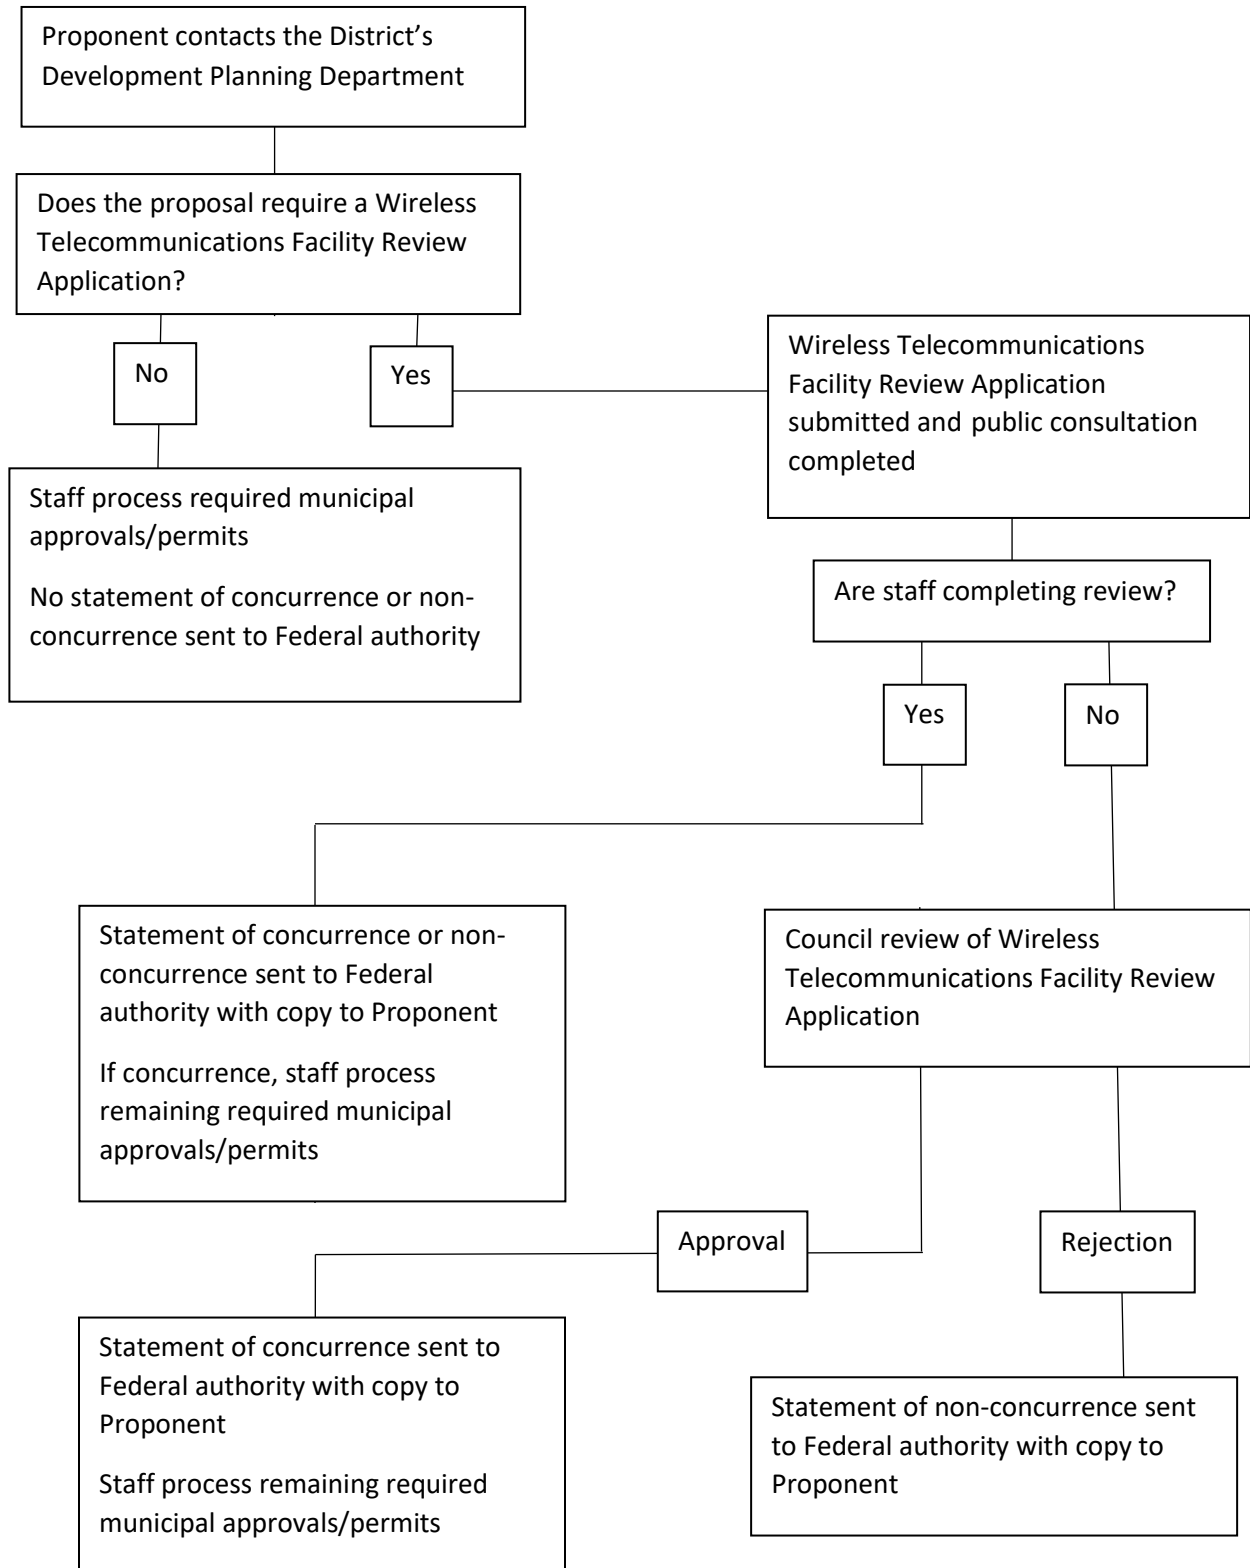 Proponent contacts the District’s
Development Planning Department
Does the proposal require a Wireless
Telecommunications Facility Review
Application?
No
Yes
Wireless Telecommunications
Facility Review Application
submitted and public consultation
completed
Staff process required municipal
approvals/permits
No statement of concurrence or non-
concurrence sent to Federal authority
Are staff completing review?
Yes
No
Statement of concurrence or non-
concurrence sent to Federal
authority with copy to Proponent
If concurrence, staff process
remaining required municipal
approvals/permits
Council review of Wireless
Telecommunications Facility Review
Application
Approval
Rejection
Statement of concurrence sent to
Federal authority with copy to
Proponent
Staff process remaining required
municipal approvals/permits
Statement of non-concurrence sent
to Federal authority with copy to
Proponent